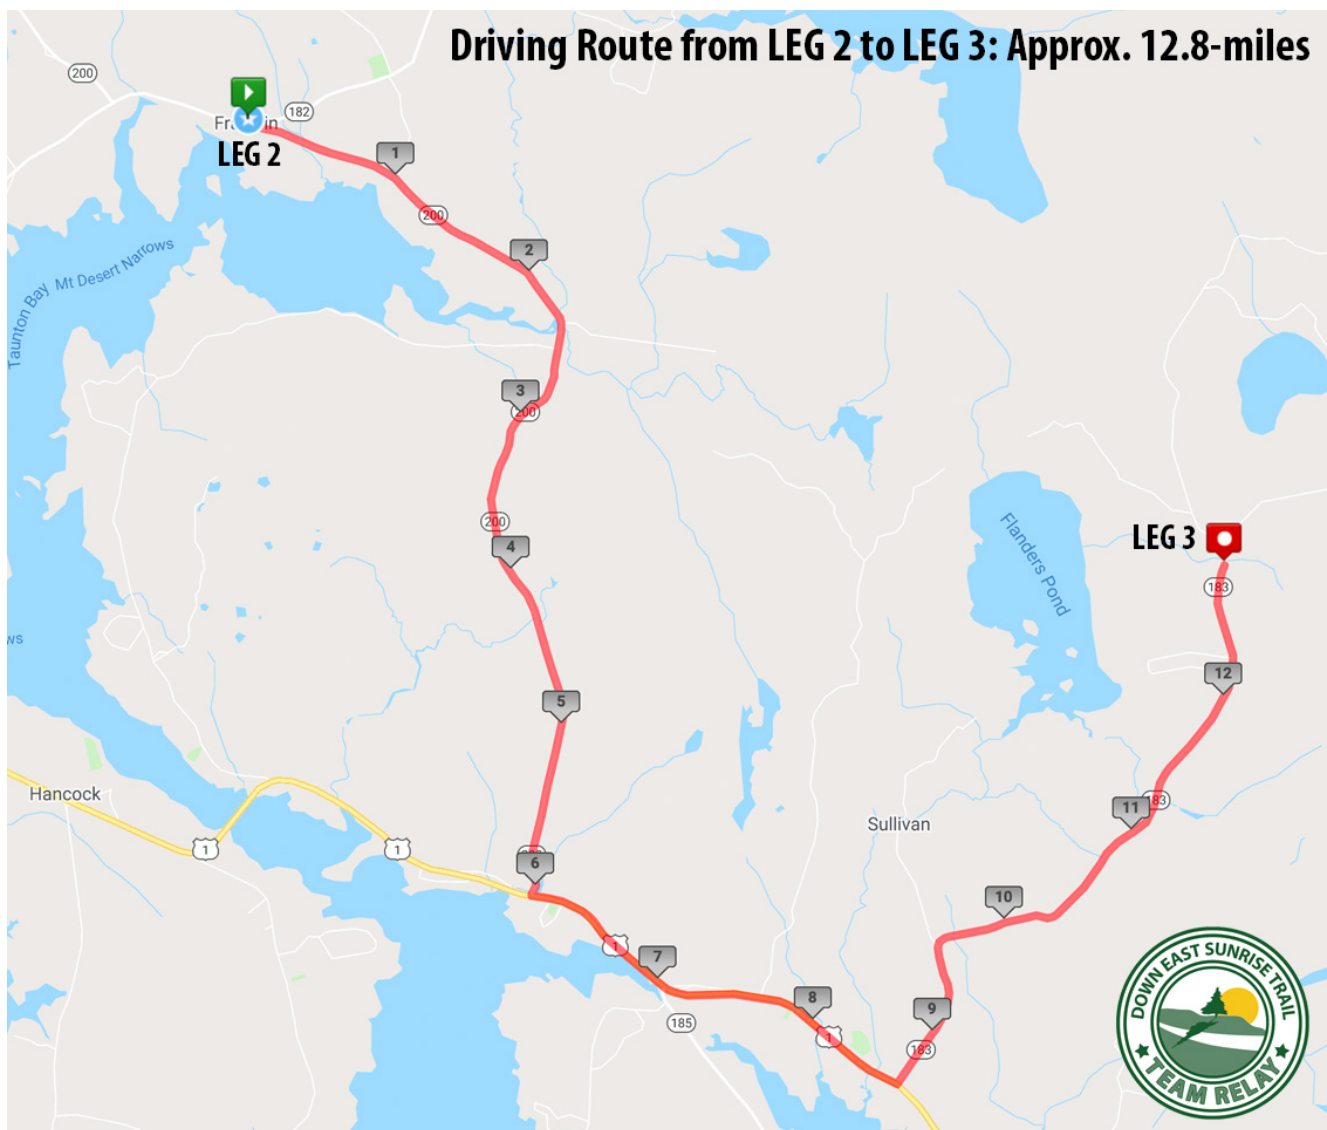 Driving Route from LEG 2 to LEG 3: Approx. 12.8-miles
200
182
LEG 2
1
200
2
Taunton Bay
Mt Desert Narrows
3
200
200
4
Flanders Pond
LEG 3
183
5
12
Hancock
11
183
Sullivan
1
1
6
10
1
7
8
9
185
1
183
DOWN EAST SUNRISE TRAIL
TEAM RELAY